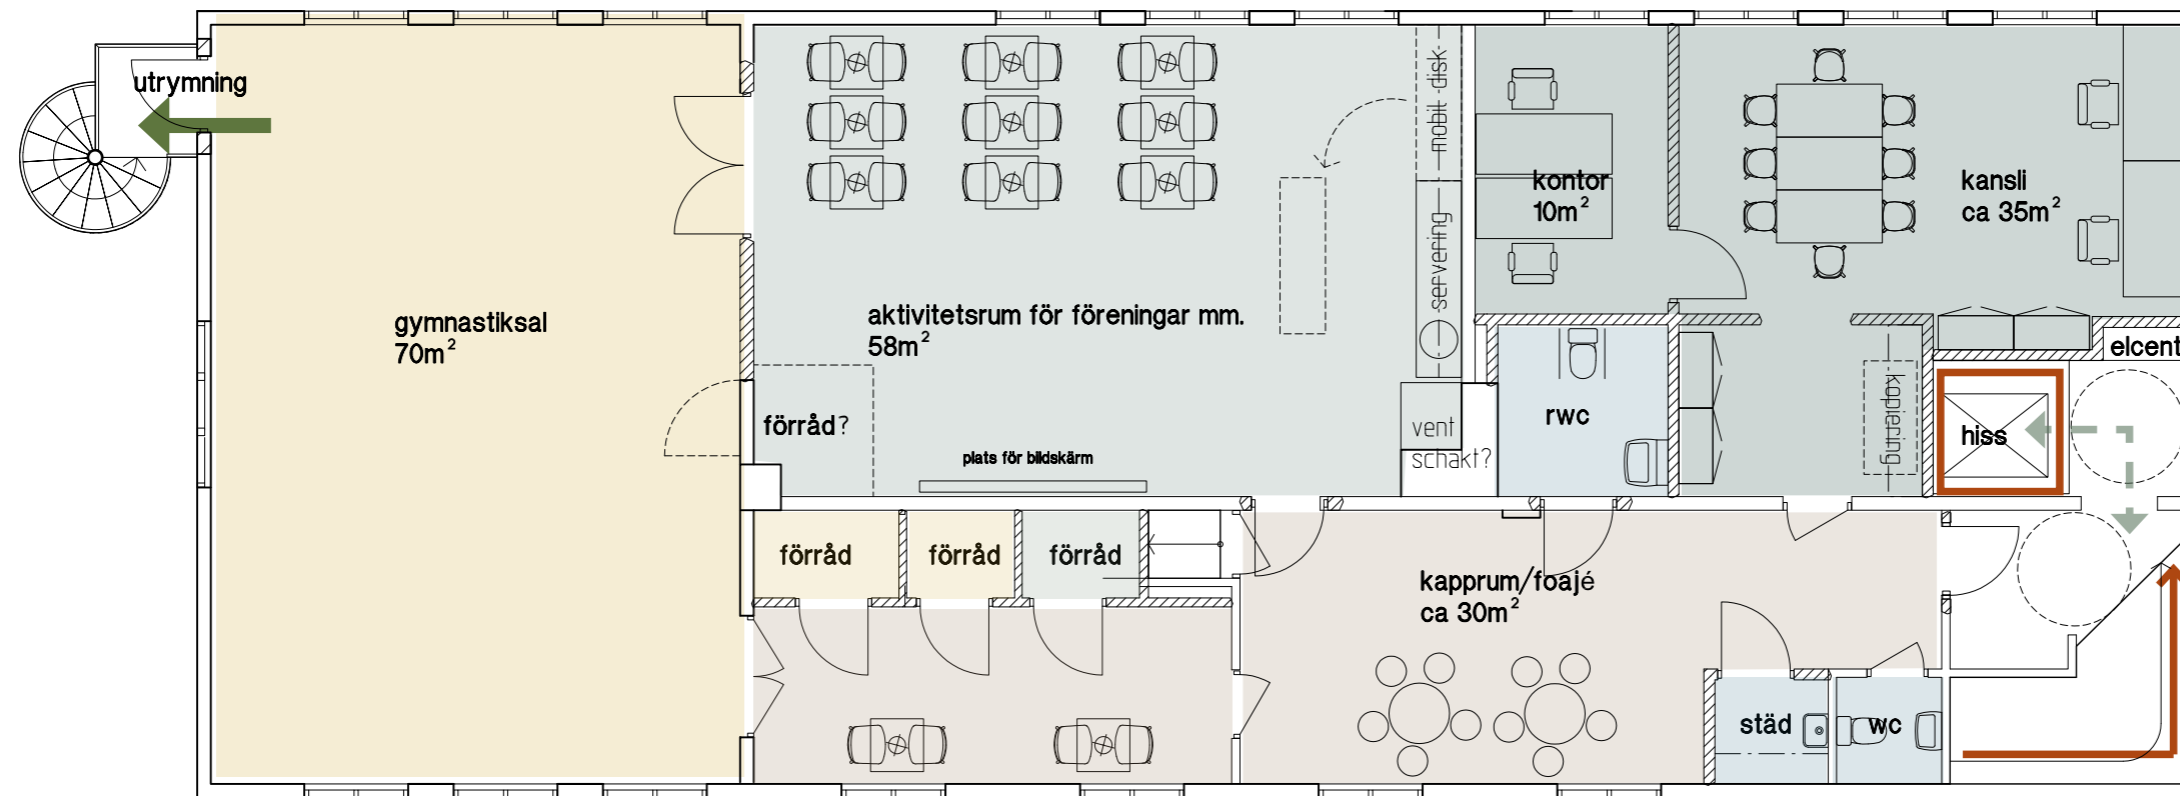 utrymning
gymnastiksal
70m²
aktivitetsrum för föreningar mm.
58m²
mobil disk
servering
kontor
10m²
kansli
ca 35m²
elcent
förråd?
plats för bildskärm
vent
schakt?
rwc
kopiering
hiss
förråd
förråd
förråd
kapprum/foajé
ca 30m²
städ
wc